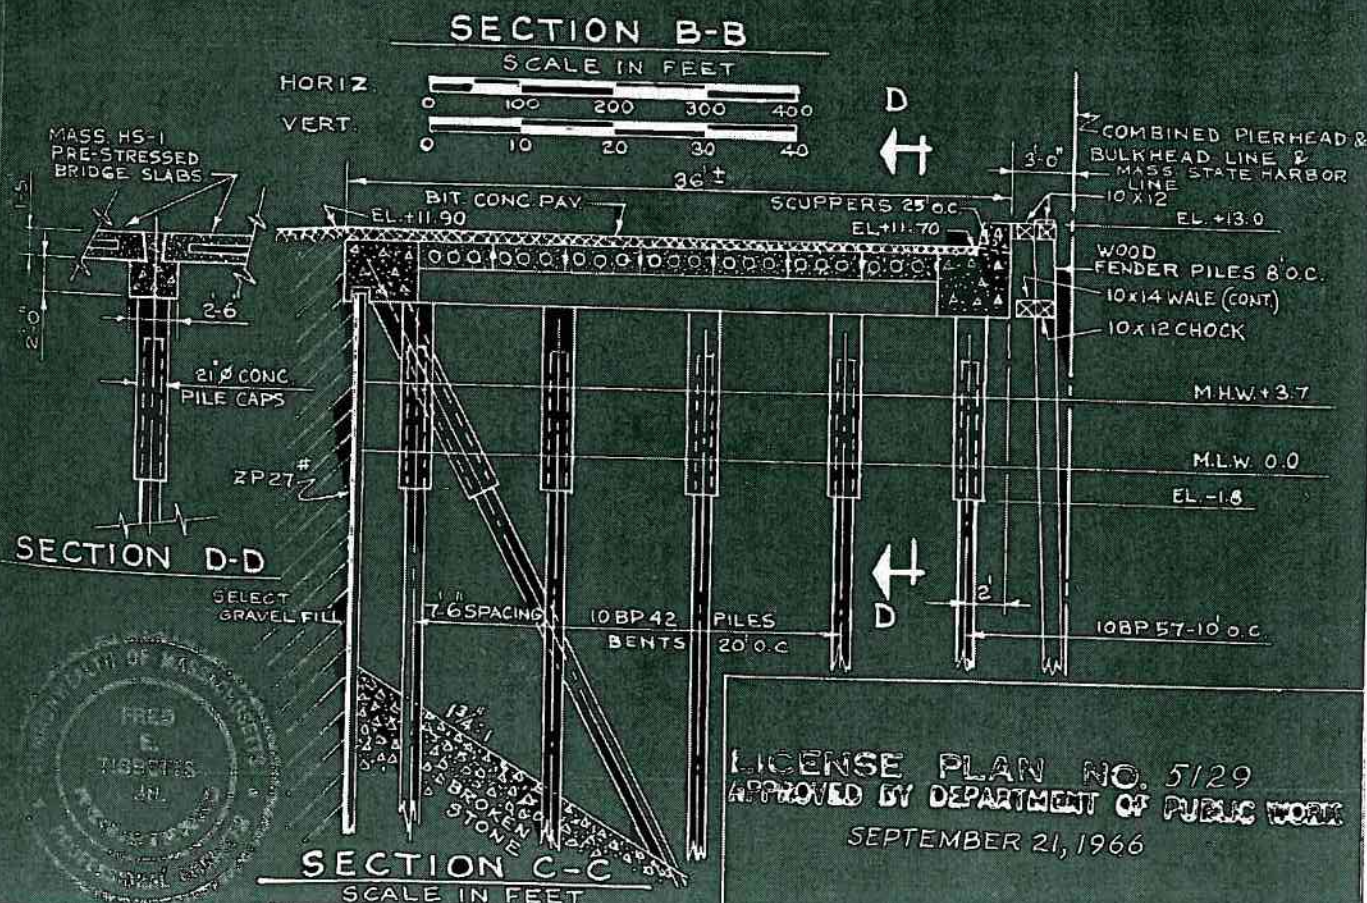 SECTION B-B
SCALE IN FEET
HORIZ.
0 100 200 300 400
VERT.
0 10 20 30 40
D
MASS. HS-1
PRE-STRESSED
BRIDGE SLABS
1'-5"
2'-0"
2'-6"
21"Ø CONC.
PILE CAPS
SECTION D-D
36'±
3'-0"
COMBINED PIERHEAD &
BULKHEAD LINE &
MASS STATE HARBOR
LINE
10 X 12
EL. +13.0
BIT. CONC. PAV.
SCUPPERS 25' O.C.
EL. +11.90
EL. +11.70
WOOD
FENDER PILES 8' O.C.
10 x 14 WALE (CONT.)
10 x 12 CHOCK
M.H.W. + 3.7
M.L.W. 0.0
EL. -1.8
ZP27#
D
2'
SELECT
GRAVEL FILL
7'-6" SPACING
10 BP 42 PILES
BENTS 20' O.C.
10BP 57-10' O.C.
1 3/4:1
BROKEN
STONE
SECTION C-C
SCALE IN FEET
FRED
E.
TIBBETTS
JR.
LICENSE PLAN NO. 5129
APPROVED BY DEPARTMENT OF PUBLIC WORK
SEPTEMBER 21, 1966